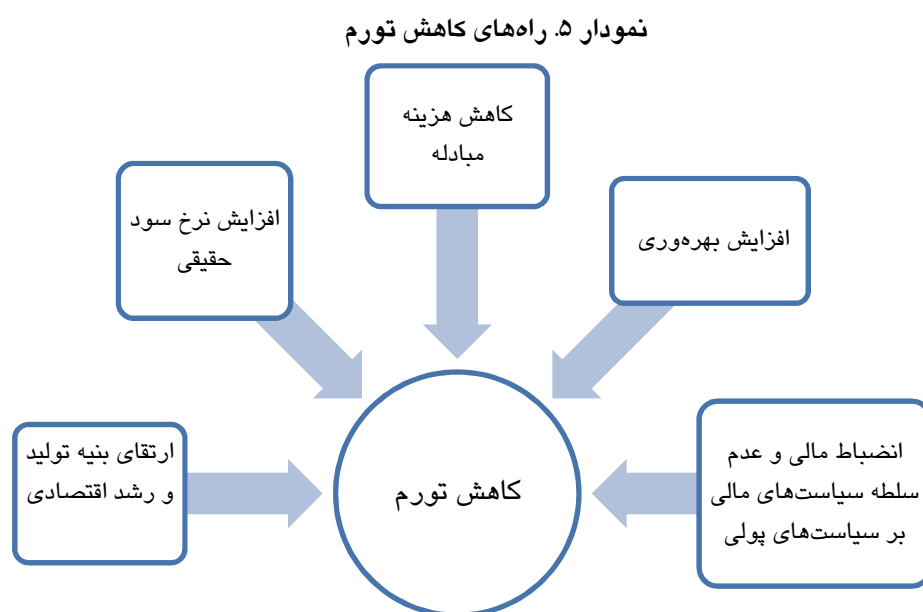 نمودار ۵. راه‌های کاهش تورم
کاهش هزینه
مبادله
افزایش بهره‌وری
افزایش نرخ سود
حقیقی
انضباط مالی و عدم
سلطه سیاست‌های مالی
بر سیاست‌های پولی
ارتقای بنیه تولید
و رشد اقتصادی
کاهش تورم